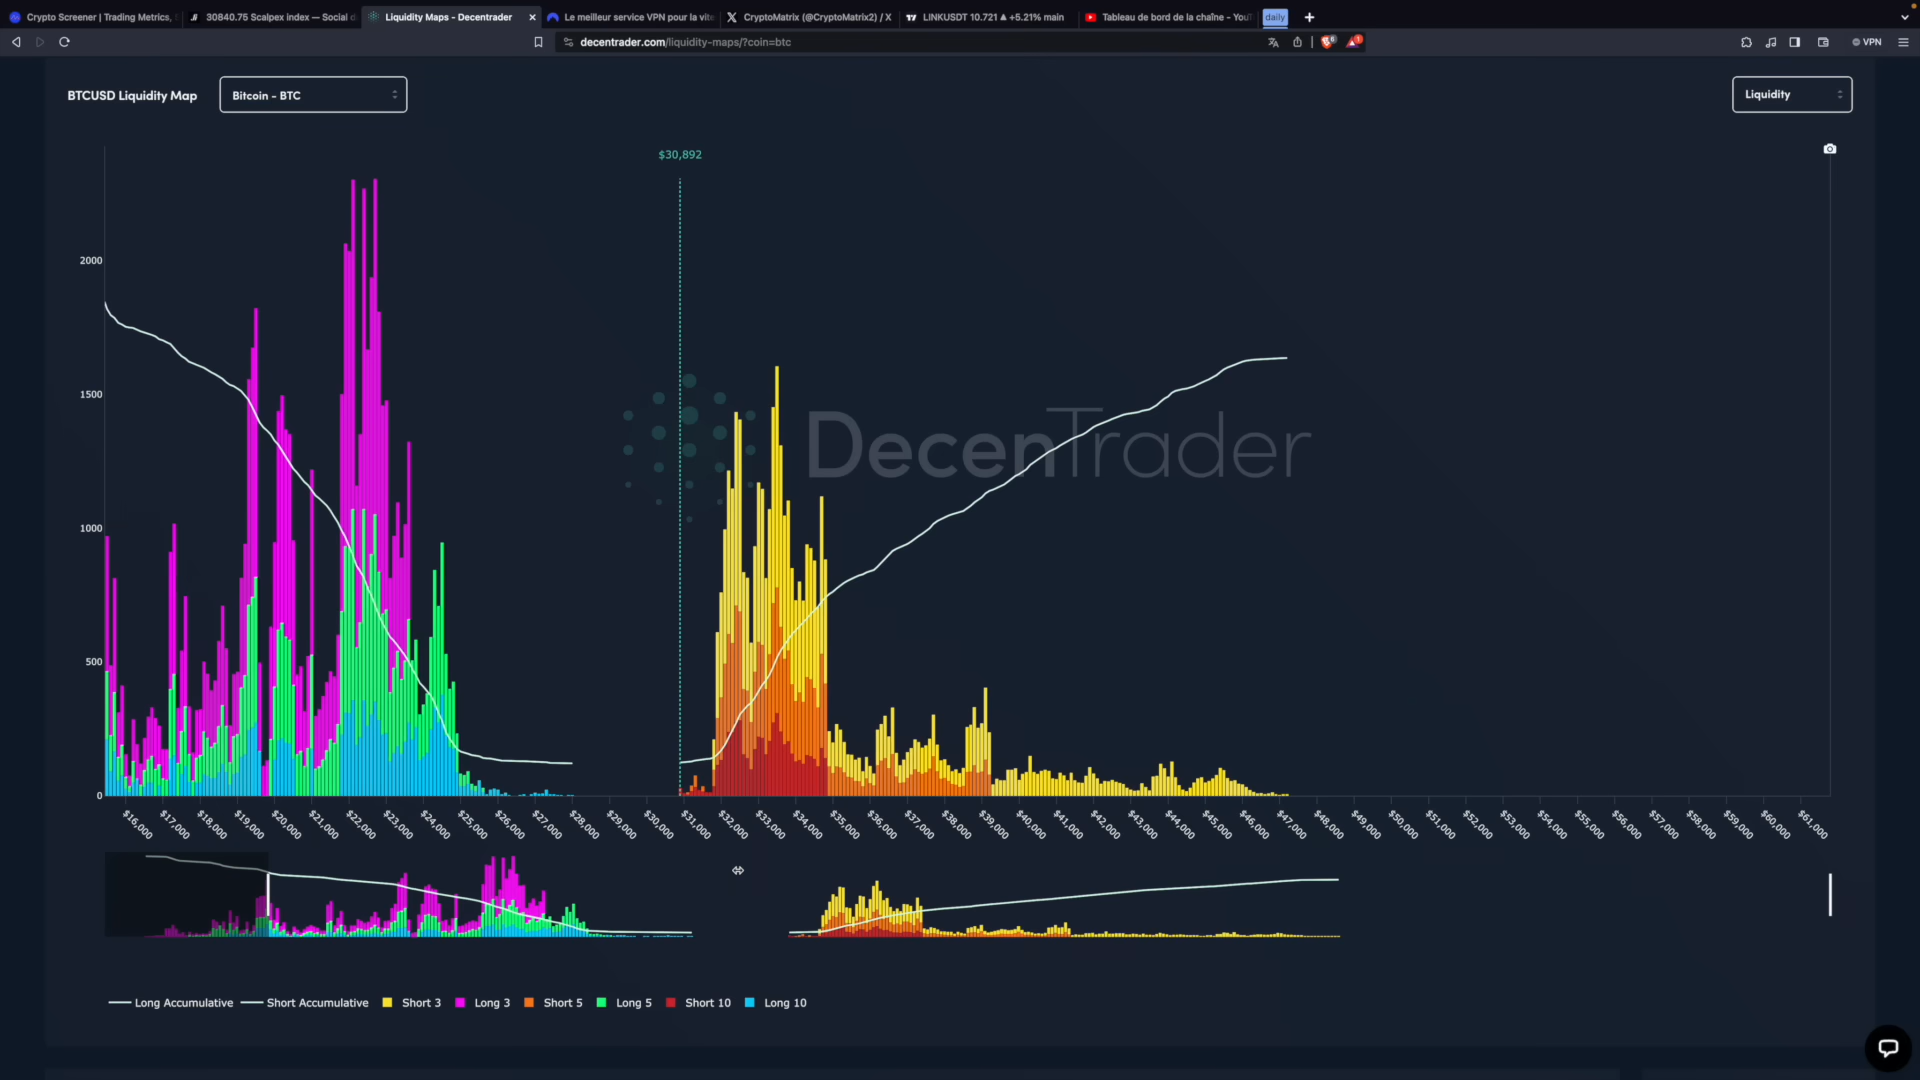 Crypto Screener | Trading Metrics,
30840.75 Scalpex index — Social d
Liquidity Maps - Decentrader
Le meilleur service VPN pour la vite
CryptoMatrix (@CryptoMatrix2) / X
LINKUSDT 10.721 ▲ +5.21% main
Tableau de bord de la chaîne - YouT
daily
decentrader.com/liquidity-maps/?coin=btc
6
1
VPN
BTCUSD Liquidity Map
Bitcoin - BTC
Liquidity
$30,892
2000
1500
1000
500
0
DecenTrader
$16,000
$17,000
$18,000
$19,000
$20,000
$21,000
$22,000
$23,000
$24,000
$25,000
$26,000
$27,000
$28,000
$29,000
$30,000
$31,000
$32,000
$33,000
$34,000
$35,000
$36,000
$37,000
$38,000
$39,000
$40,000
$41,000
$42,000
$43,000
$44,000
$45,000
$46,000
$47,000
$48,000
$49,000
$50,000
$51,000
$52,000
$53,000
$54,000
$55,000
$56,000
$57,000
$58,000
$59,000
$60,000
$61,000
Long Accumulative
Short Accumulative
Short 3
Long 3
Short 5
Long 5
Short 10
Long 10